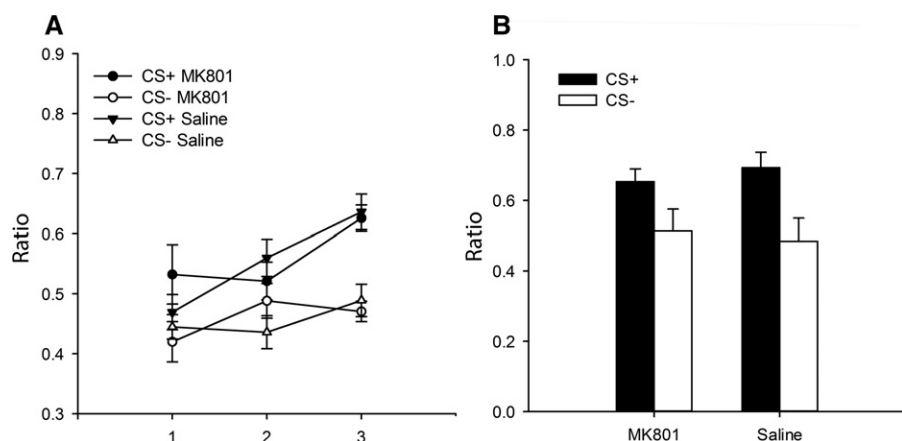 A
Ratio
0.9
0.8
0.7
0.6
0.5
0.4
0.3
CS+ MK801
CS- MK801
CS+ Saline
CS- Saline
1 2 3
B
Ratio
1.0
0.8
0.6
0.4
0.2
0.0
CS+
CS-
MK801 Saline